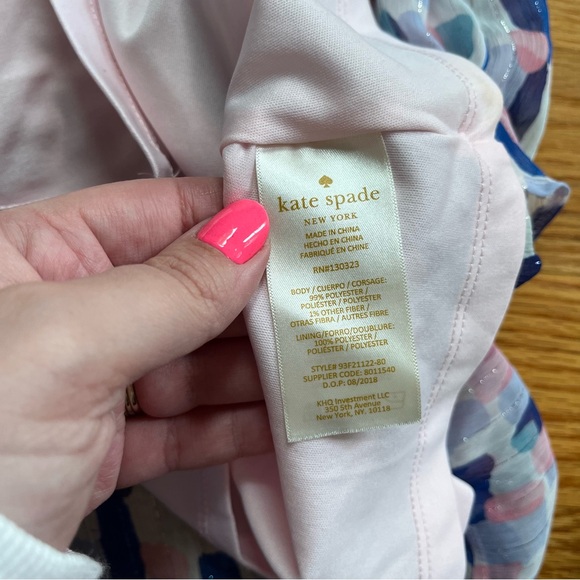 kate spade
NEW YORK
MADE IN CHINA
HECHO EN CHINA
FABRIQUÉ EN CHINE
RN#130323
BODY / CUERPO / CORSAGE:
99% POLYESTER /
POLIÉSTER / POLYESTER
1% OTHER FIBER /
OTRAS FIBRA / AUTRES FIBRE
LINING/FORRO/DOUBLURE:
100% POLYESTER /
POLIÉSTER / POLYESTER
STYLE# 93F21122-80
SUPPLIER CODE: 8011540
D.O.P: 08/2018
KHQ Investment LLC
350 5th Avenue
New York, NY. 10118